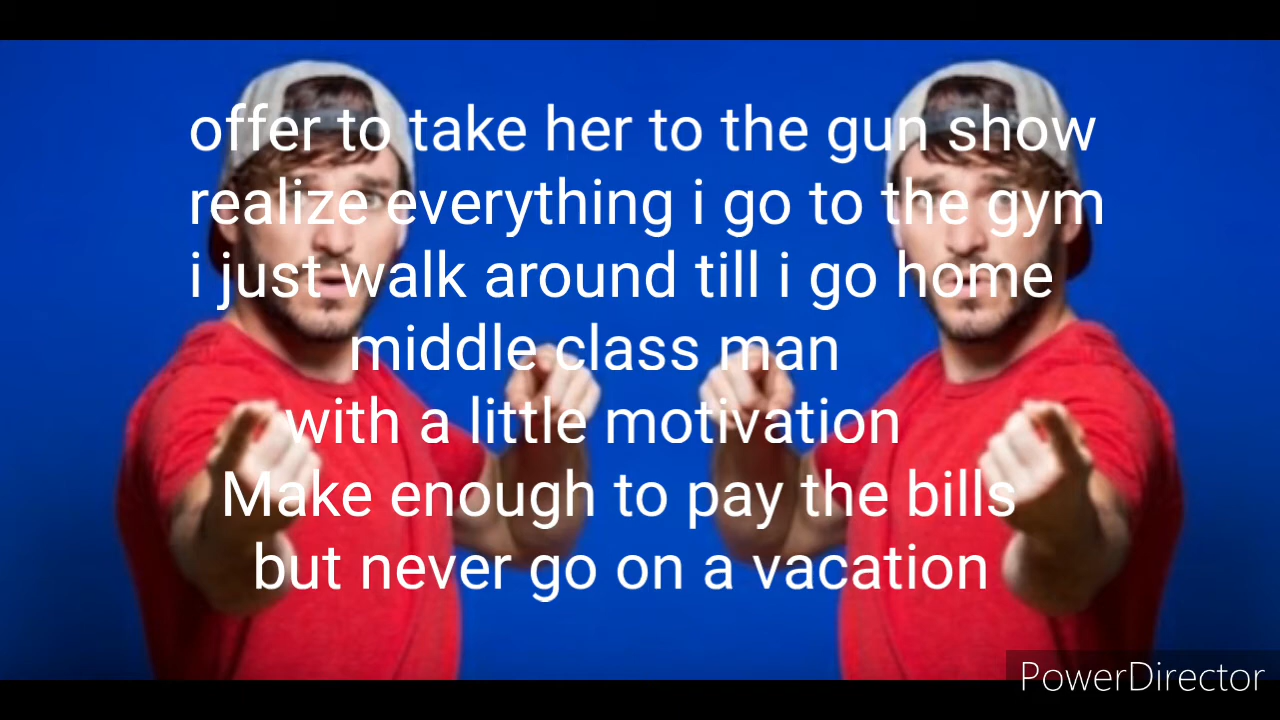 offer to take her to the gun show
realize everything i go to the gym
i just walk around till i go home
middle class man
with a little motivation
Make enough to pay the bills
but never go on a vacation
PowerDirector